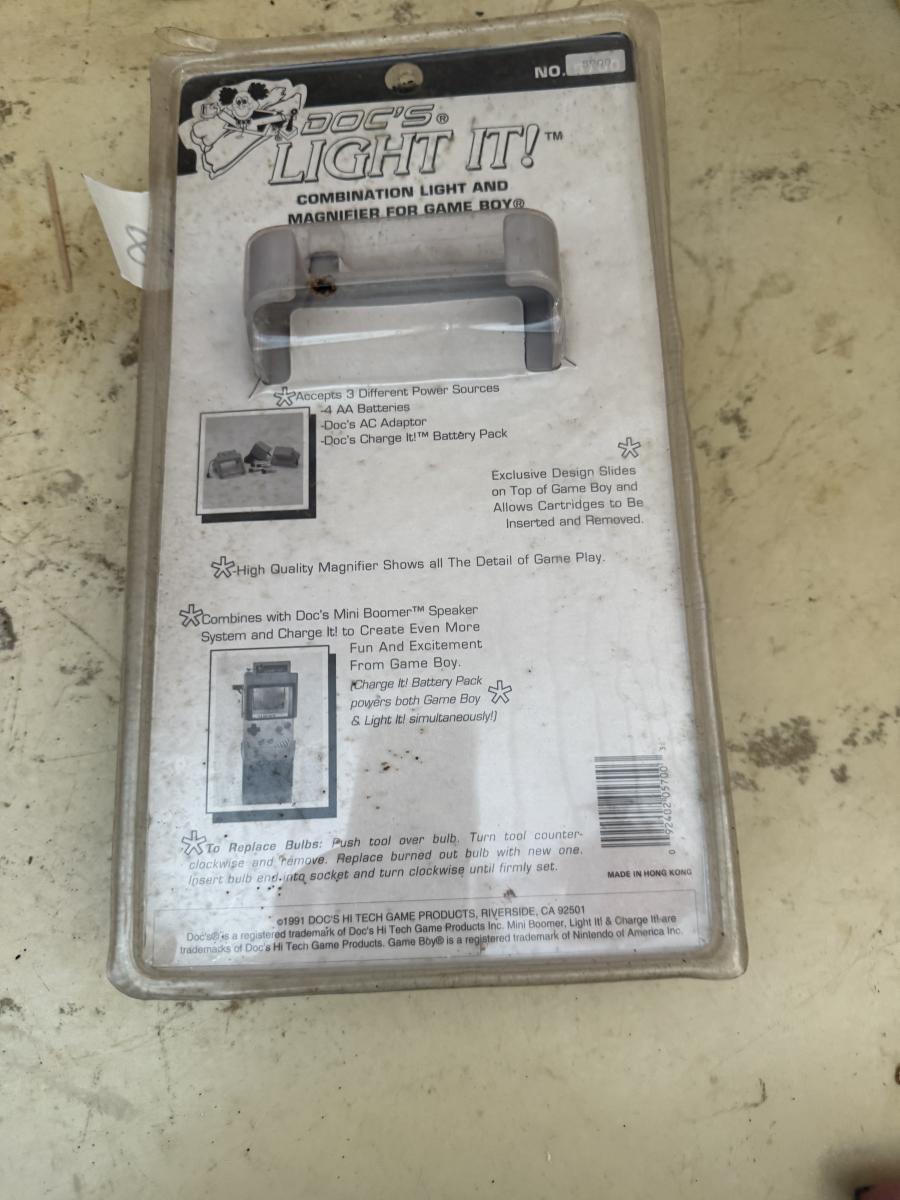 NO.
DOC'S®
LIGHT IT!™
COMBINATION LIGHT AND
MAGNIFIER FOR GAME BOY®
Accepts 3 Different Power Sources
-4 AA Batteries
-Doc's AC Adaptor
-Doc's Charge It!™ Battery Pack
Exclusive Design Slides
on Top of Game Boy and
Allows Cartridges to Be
Inserted and Removed.
-High Quality Magnifier Shows all The Detail of Game Play.
Combines with Doc's Mini Boomer™ Speaker
System and Charge It! to Create Even More
Fun And Excitement
From Game Boy.
(Charge It! Battery Pack
powers both Game Boy
& Light It! simultaneously!)
To Replace Bulbs: Push tool over bulb. Turn tool counter-
clockwise and remove. Replace burned out bulb with new one.
Insert bulb end into socket and turn clockwise until firmly set.
0 92402 05700
MADE IN HONG KONG
©1991 DOC'S HI TECH GAME PRODUCTS, RIVERSIDE, CA 92501
Doc's® is a registered trademark of Doc's Hi Tech Game Products Inc. Mini Boomer, Light It! & Charge It! are
trademarks of Doc's Hi Tech Game Products. Game Boy® is a registered trademark of Nintendo of America Inc.